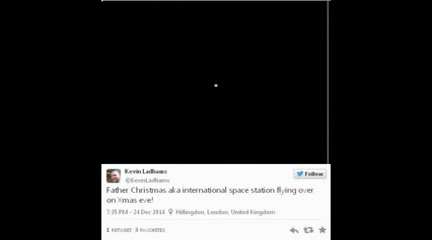 Kevin Ladhams
@KevinLadhams
Follow
Father Christmas aka international space station flying over
on Xmas eve!
3:35 PM - 24 Dec 2014 Hillingdon, London, United Kingdom
1 RETWEET 3 FAVORITES